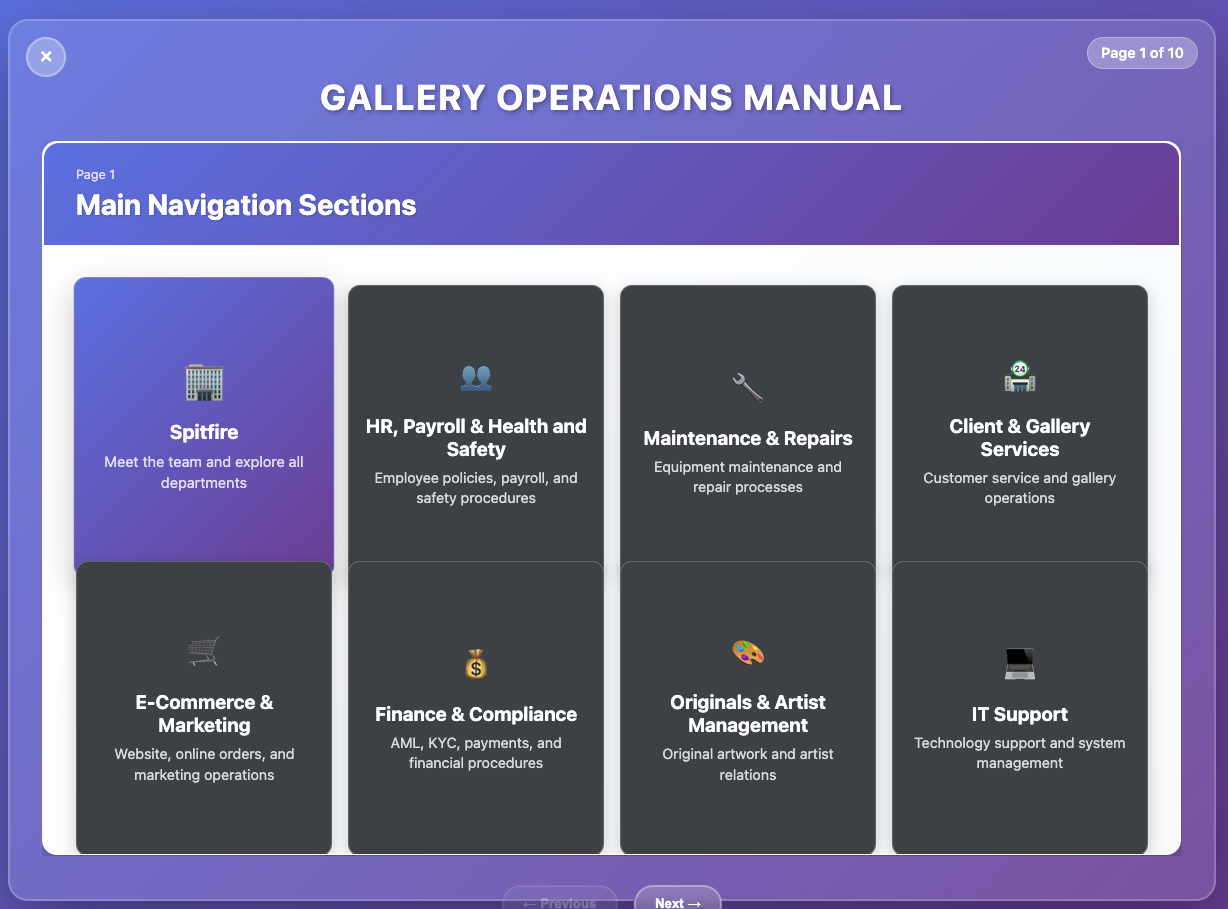 ×
Page 1 of 10
GALLERY OPERATIONS MANUAL
Page 1
Main Navigation Sections
Spitfire
Meet the team and explore all
departments
HR, Payroll & Health and
Safety
Employee policies, payroll, and
safety procedures
Maintenance & Repairs
Equipment maintenance and
repair processes
24
Client & Gallery
Services
Customer service and gallery
operations
E-Commerce &
Marketing
Website, online orders, and
marketing operations
$
Finance & Compliance
AML, KYC, payments, and
financial procedures
Originals & Artist
Management
Original artwork and artist
relations
IT Support
Technology support and system
management
← Previous
Next →